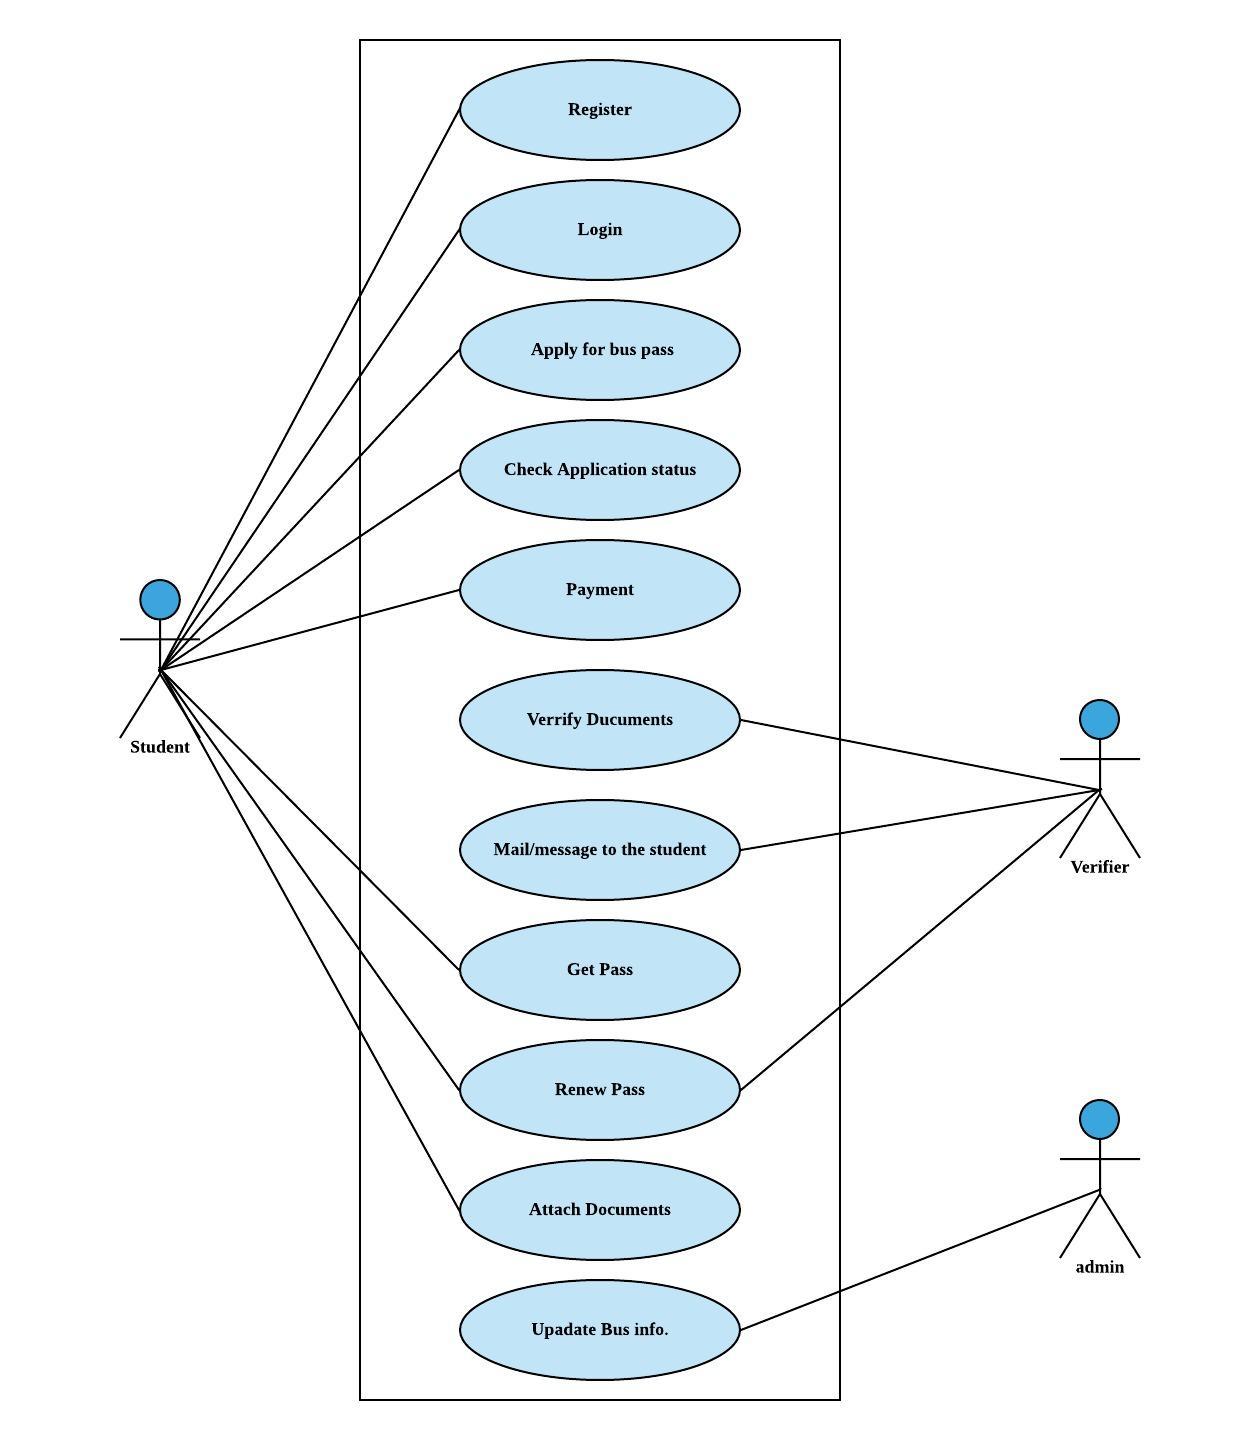 Register
Login
Apply for bus pass
Check Application status
Payment
Student
Verrify Ducuments
Mail/message to the student
Verifier
Get Pass
Renew Pass
Attach Documents
admin
Upadate Bus info.